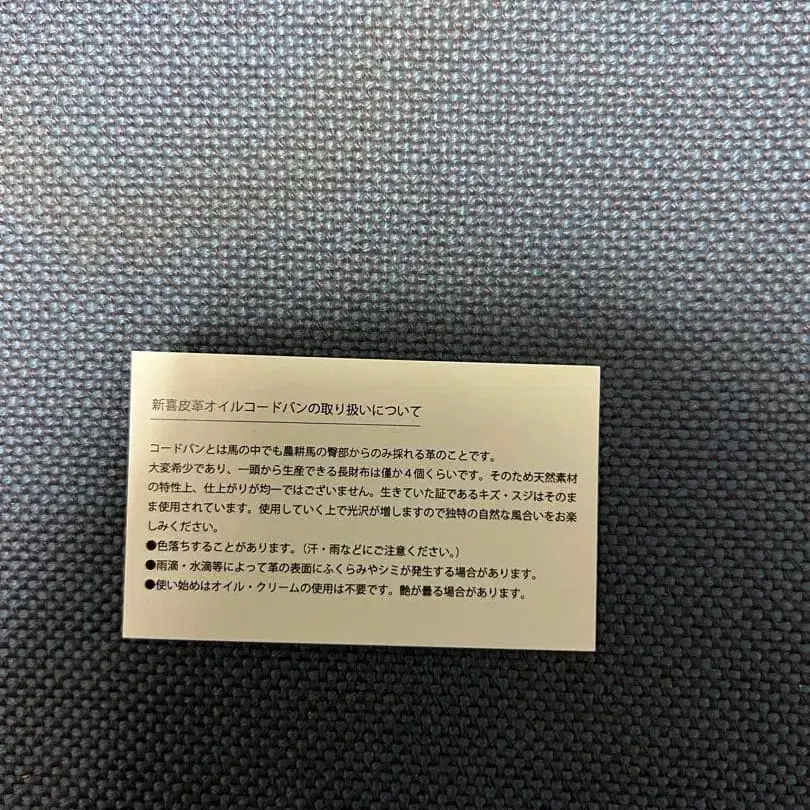 新喜皮革オイルコードバンの取り扱いについて
コードバンとは馬の中でも農耕馬の臀部からのみ採れる革のことです。
大変希少であり、一頭から生産できる長財布は僅か４個くらいです。そのため天然素材
の特性上、仕上がりが均一ではございません。生きていた証であるキズ・スジはそのま
ま使用されています。使用していく上で光沢が増しますので独特の自然な風合いをお楽
しみください。
●色落ちすることがあります。（汗・雨などにご注意ください。）
●雨滴・水滴等によって革の表面にふくらみやシミが発生する場合があります。
●使い始めはオイル・クリームの使用は不要です。艶が曇る場合があります。